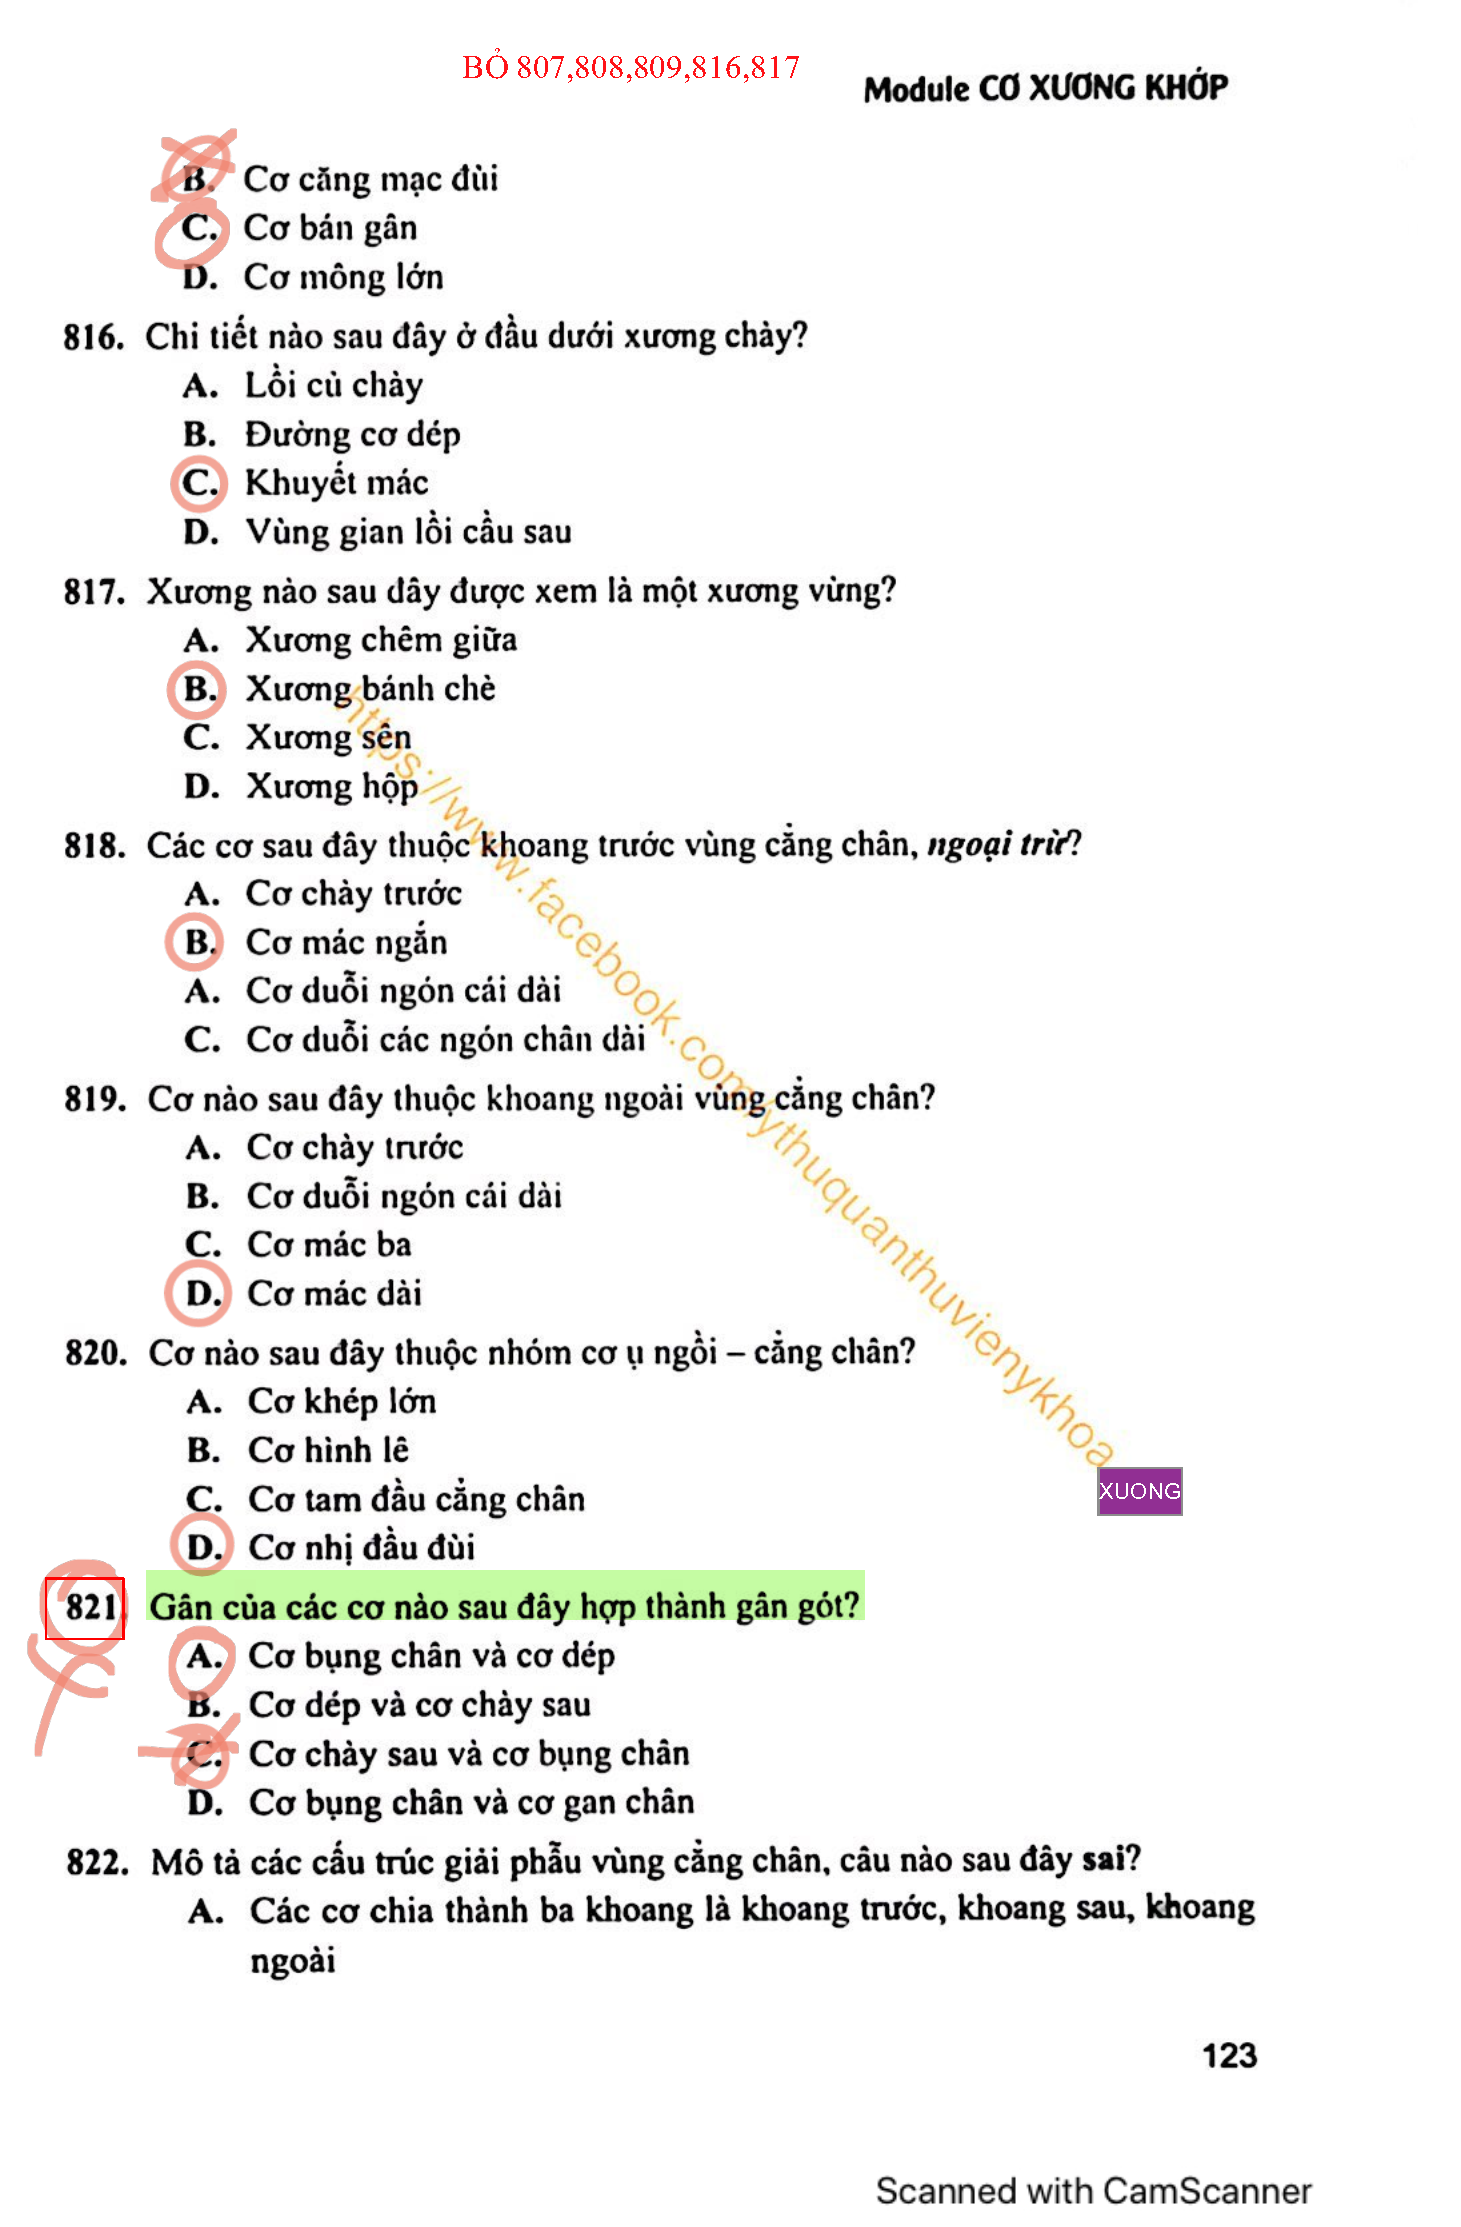 BỎ 807,808,809,816,817
Module CƠ XƯƠNG KHỚP
B. Cơ căng mạc đùi
C. Cơ bán gân
D. Cơ mông lớn
816. Chi tiết nào sau đây ở đầu dưới xương chày?
A. Lồi củ chày
B. Đường cơ dép
C. Khuyết mác
D. Vùng gian lồi cầu sau
817. Xương nào sau đây được xem là một xương vừng?
A. Xương chêm giữa
B. Xương bánh chè
C. Xương sên
D. Xương hộp
818. Các cơ sau đây thuộc khoang trước vùng cẳng chân, ngoại trừ?
A. Cơ chày trước
B. Cơ mác ngắn
A. Cơ duỗi ngón cái dài
C. Cơ duỗi các ngón chân dài
819. Cơ nào sau đây thuộc khoang ngoài vùng cẳng chân?
A. Cơ chày trước
B. Cơ duỗi ngón cái dài
C. Cơ mác ba
D. Cơ mác dài
820. Cơ nào sau đây thuộc nhóm cơ ụ ngồi – cẳng chân?
A. Cơ khép lớn
B. Cơ hình lê
C. Cơ tam đầu cẳng chân
D. Cơ nhị đầu đùi
821. Gân của các cơ nào sau đây hợp thành gân gót?
A. Cơ bụng chân và cơ dép
B. Cơ dép và cơ chày sau
C. Cơ chày sau và cơ bụng chân
D. Cơ bụng chân và cơ gan chân
822. Mô tả các cấu trúc giải phẫu vùng cẳng chân, câu nào sau đây sai?
A. Các cơ chia thành ba khoang là khoang trước, khoang sau, khoang
ngoài
https://www.facebook.com/ythuquanthuvienykhoa
XUONG
123
Scanned with CamScanner